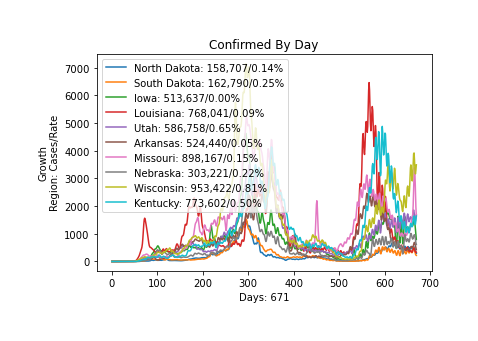 Confirmed By Day
7000
6000
5000
4000
3000
2000
1000
0
Growth
Region: Cases/Rate
North Dakota: 158,707/0.14%
South Dakota: 162,790/0.25%
Iowa: 513,637/0.00%
Louisiana: 768,041/0.09%
Utah: 586,758/0.65%
Arkansas: 524,440/0.05%
Missouri: 898,167/0.15%
Nebraska: 303,221/0.22%
Wisconsin: 953,422/0.81%
Kentucky: 773,602/0.50%
0 100 200 300 400 500 600 700
Days: 671